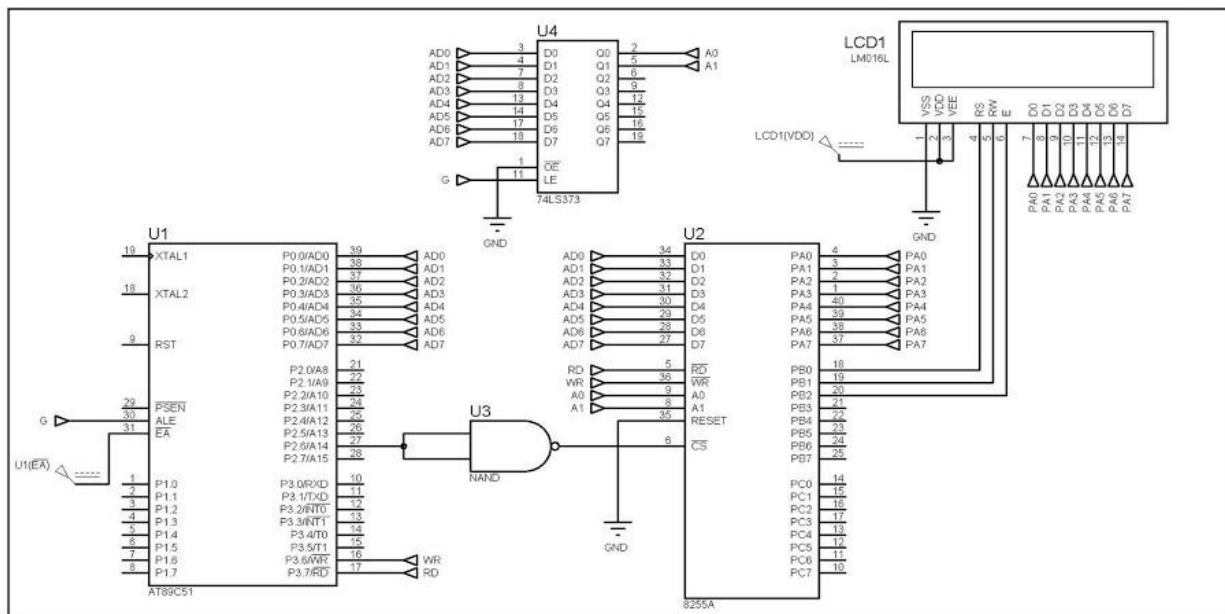 U4
AD0 3 D0 Q0 2 A0
AD1 4 D1 Q1 5 A1
AD2 7 D2 Q2 6
AD3 8 D3 Q3 9
AD4 13 D4 Q4 12
AD5 14 D5 Q5 15
AD6 17 D6 Q6 16
AD7 18 D7 Q7 19
1 OE
G 11 LE
74LS373
GND
LCD1
LM016L
VSS VDD VEE RS RW E D0 D1 D2 D3 D4 D5 D6 D7
1 2 3 4 5 6 7 8 9 10 11 12 13 14
LCD1(VDD)
PA0 PA1 PA2 PA3 PA4 PA5 PA6 PA7
GND
U1
19 XTAL1 P0.0/AD0 39 AD0
P0.1/AD1 38 AD1
P0.2/AD2 37 AD2
18 XTAL2 P0.3/AD3 36 AD3
P0.4/AD4 35 AD4
P0.5/AD5 34 AD5
P0.6/AD6 33 AD6
9 RST P0.7/AD7 32 AD7
P2.0/A8 21
P2.1/A9 22
P2.2/A10 23
29 PSEN P2.3/A11 24
G 30 ALE P2.4/A12 25
31 EA P2.5/A13 26
P2.6/A14 27
P2.7/A15 28
U1(EA)
1 P1.0 P3.0/RXD 10
2 P1.1 P3.1/TXD 11
3 P1.2 P3.2/INT0 12
4 P1.3 P3.3/INT1 13
5 P1.4 P3.4/T0 14
6 P1.5 P3.5/T1 15
7 P1.6 P3.6/WR 16 WR
8 P1.7 P3.7/RD 17 RD
AT89C51
U3
NAND
U2
AD0 34 D0 PA0 4 PA0
AD1 33 D1 PA1 3 PA1
AD2 32 D2 PA2 2 PA2
AD3 31 D3 PA3 1 PA3
AD4 30 D4 PA4 40 PA4
AD5 29 D5 PA5 39 PA5
AD6 28 D6 PA6 38 PA6
AD7 27 D7 PA7 37 PA7
RD 5 RD PB0 18
WR 36 WR PB1 19
A0 9 A0 PB2 20
A1 8 A1 PB3 21
35 RESET PB4 22
PB5 23
6 CS PB6 24
PB7 25
PC0 14
PC1 15
PC2 16
PC3 17
PC4 13
PC5 12
PC6 11
PC7 10
GND
8255A